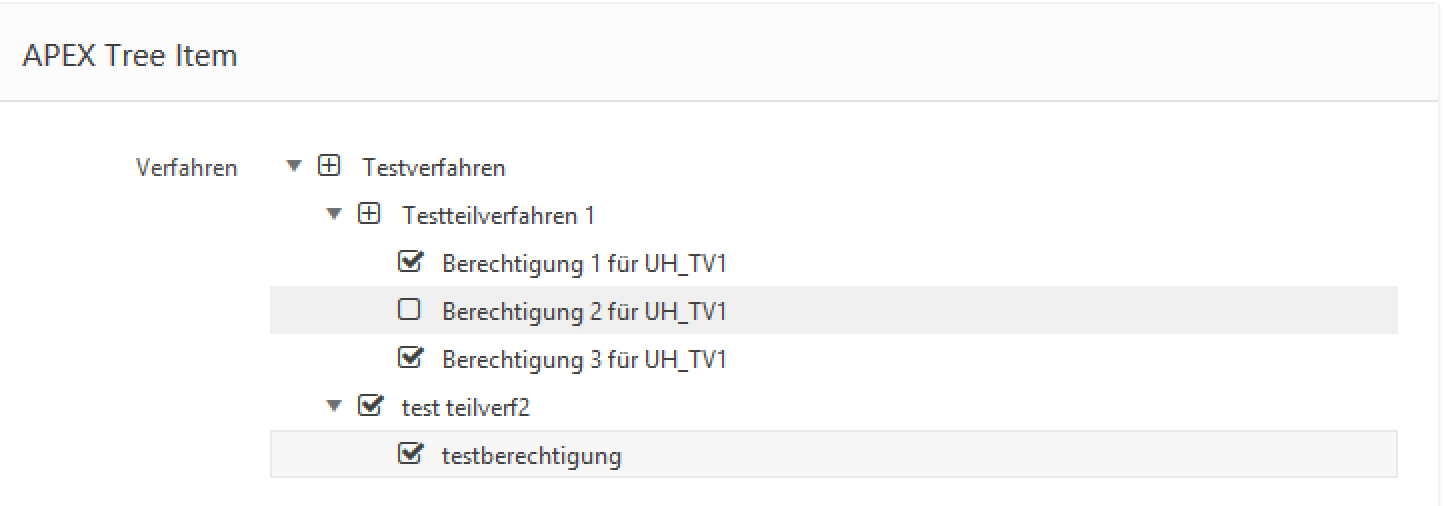 APEX Tree Item
Verfahren Testverfahren
Testteilverfahren 1
Berechtigung 1 für UH_TV1
Berechtigung 2 für UH_TV1
Berechtigung 3 für UH_TV1
test teilverf2
testberechtigung